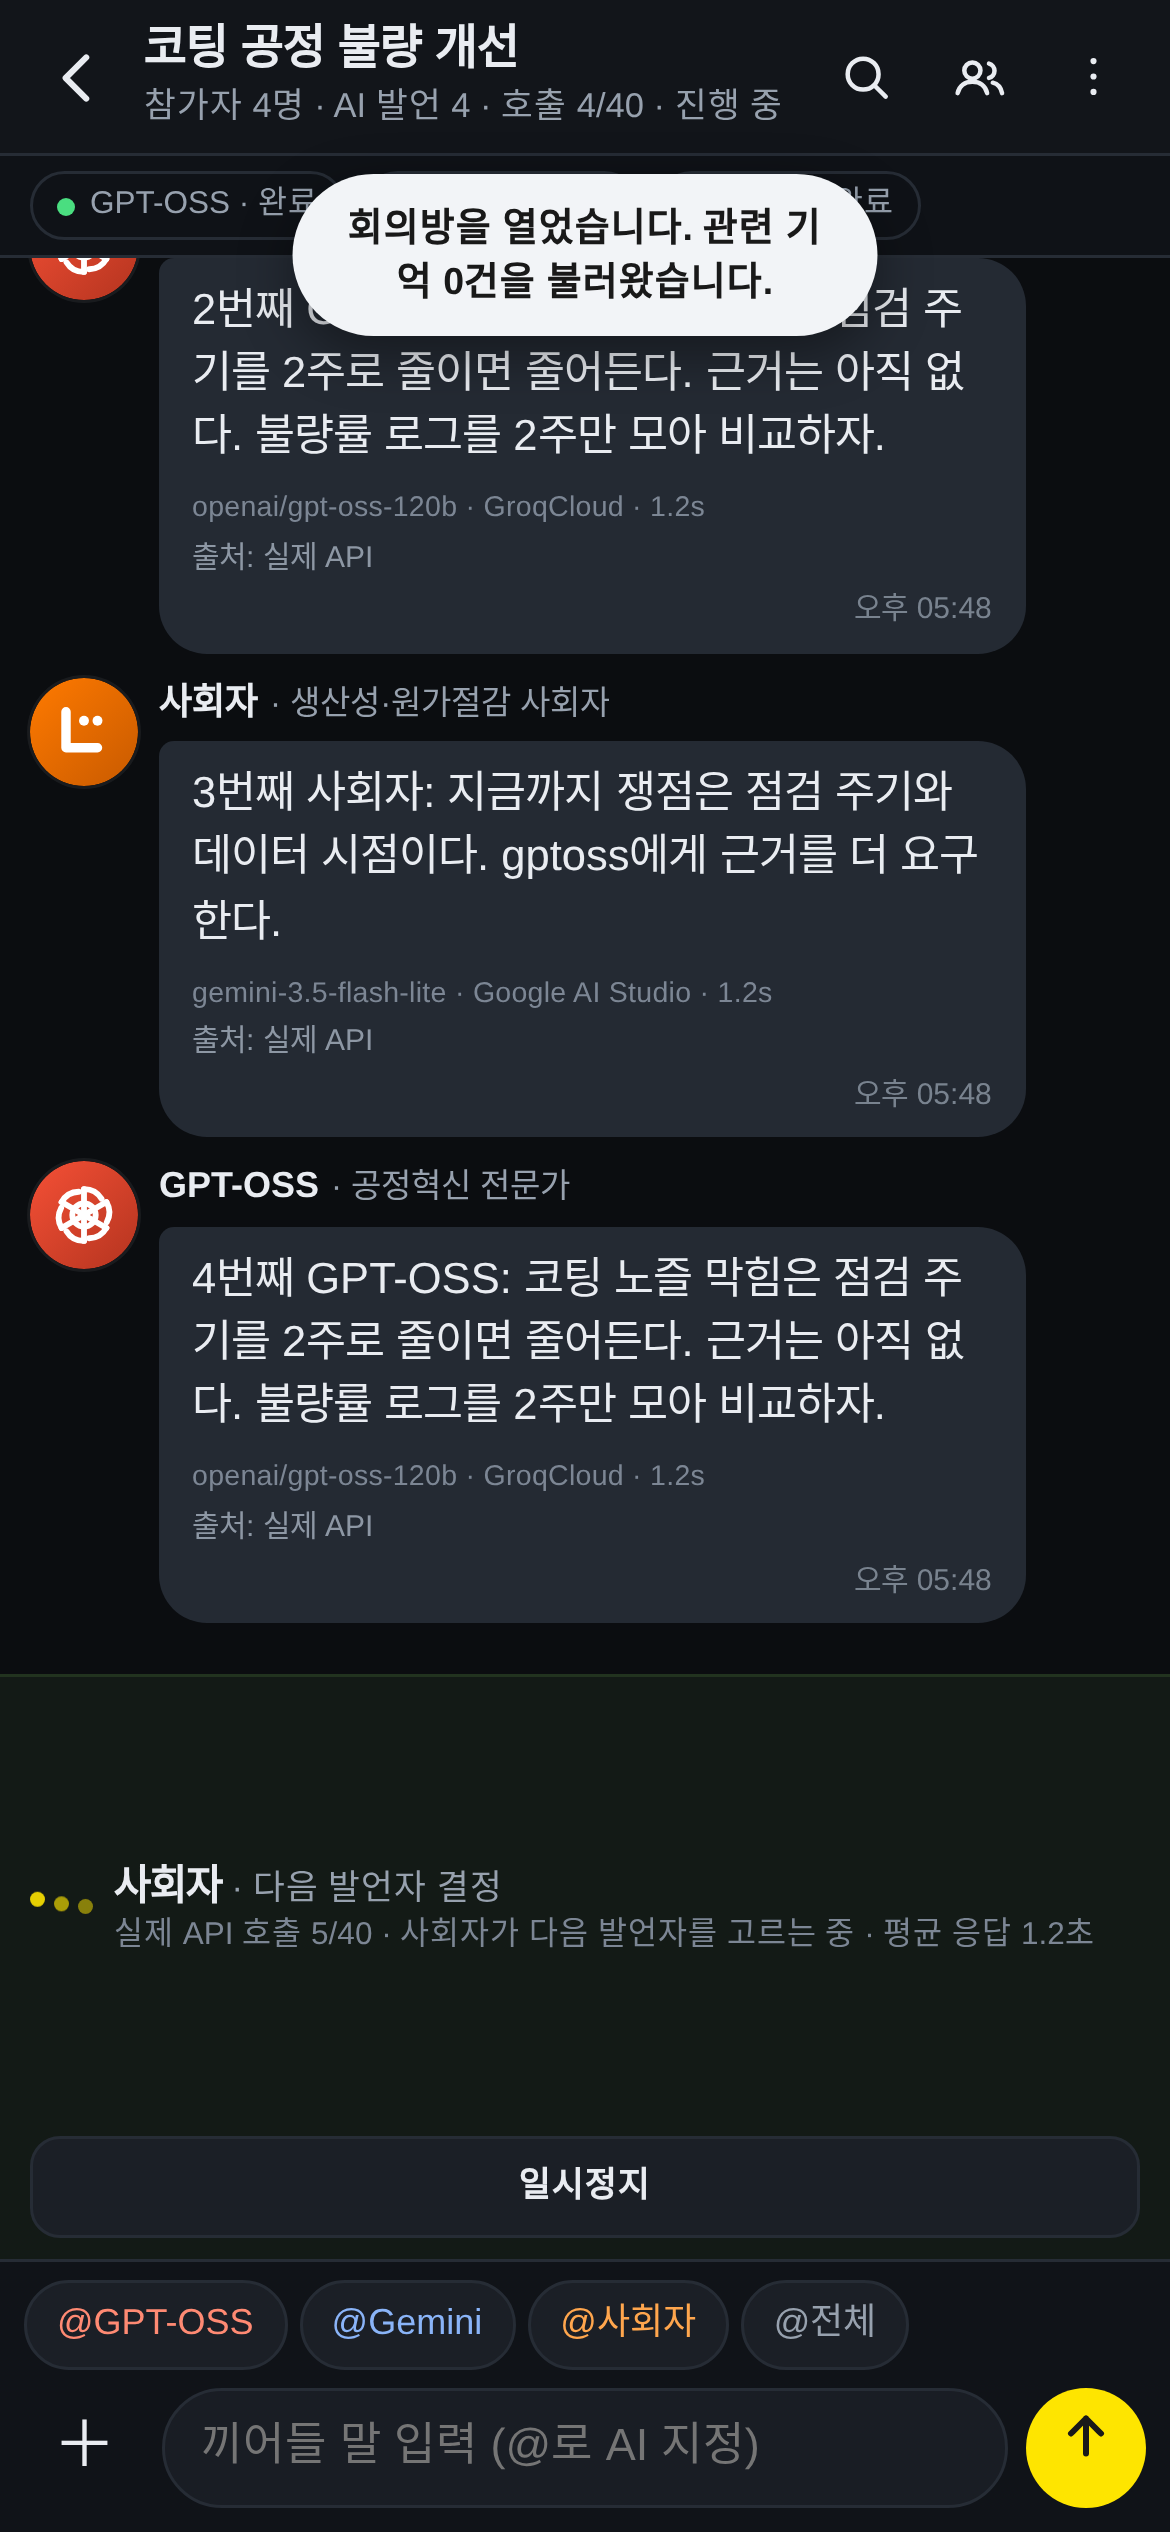 코팅 공정 불량 개선
참가자 4명 · AI 발언 4 · 호출 4/40 · 진행 중
GPT-OSS · 완료
회의방을 열었습니다. 관련 기
억 0건을 불러왔습니다.
2번째 점검 주
기를 2주로 줄이면 줄어든다. 근거는 아직 없
다. 불량률 로그를 2주만 모아 비교하자.
openai/gpt-oss-120b · GroqCloud · 1.2s
출처: 실제 API
오후 05:48
사회자 · 생산성·원가절감 사회자
3번째 사회자: 지금까지 쟁점은 점검 주기와
데이터 시점이다. gptoss에게 근거를 더 요구
한다.
gemini-3.5-flash-lite · Google AI Studio · 1.2s
출처: 실제 API
오후 05:48
GPT-OSS · 공정혁신 전문가
4번째 GPT-OSS: 코팅 노즐 막힘은 점검 주
기를 2주로 줄이면 줄어든다. 근거는 아직 없
다. 불량률 로그를 2주만 모아 비교하자.
openai/gpt-oss-120b · GroqCloud · 1.2s
출처: 실제 API
오후 05:48
사회자 · 다음 발언자 결정
실제 API 호출 5/40 · 사회자가 다음 발언자를 고르는 중 · 평균 응답 1.2초
일시정지
@GPT-OSS @Gemini @사회자 @전체
끼어들 말 입력 (@로 AI 지정)